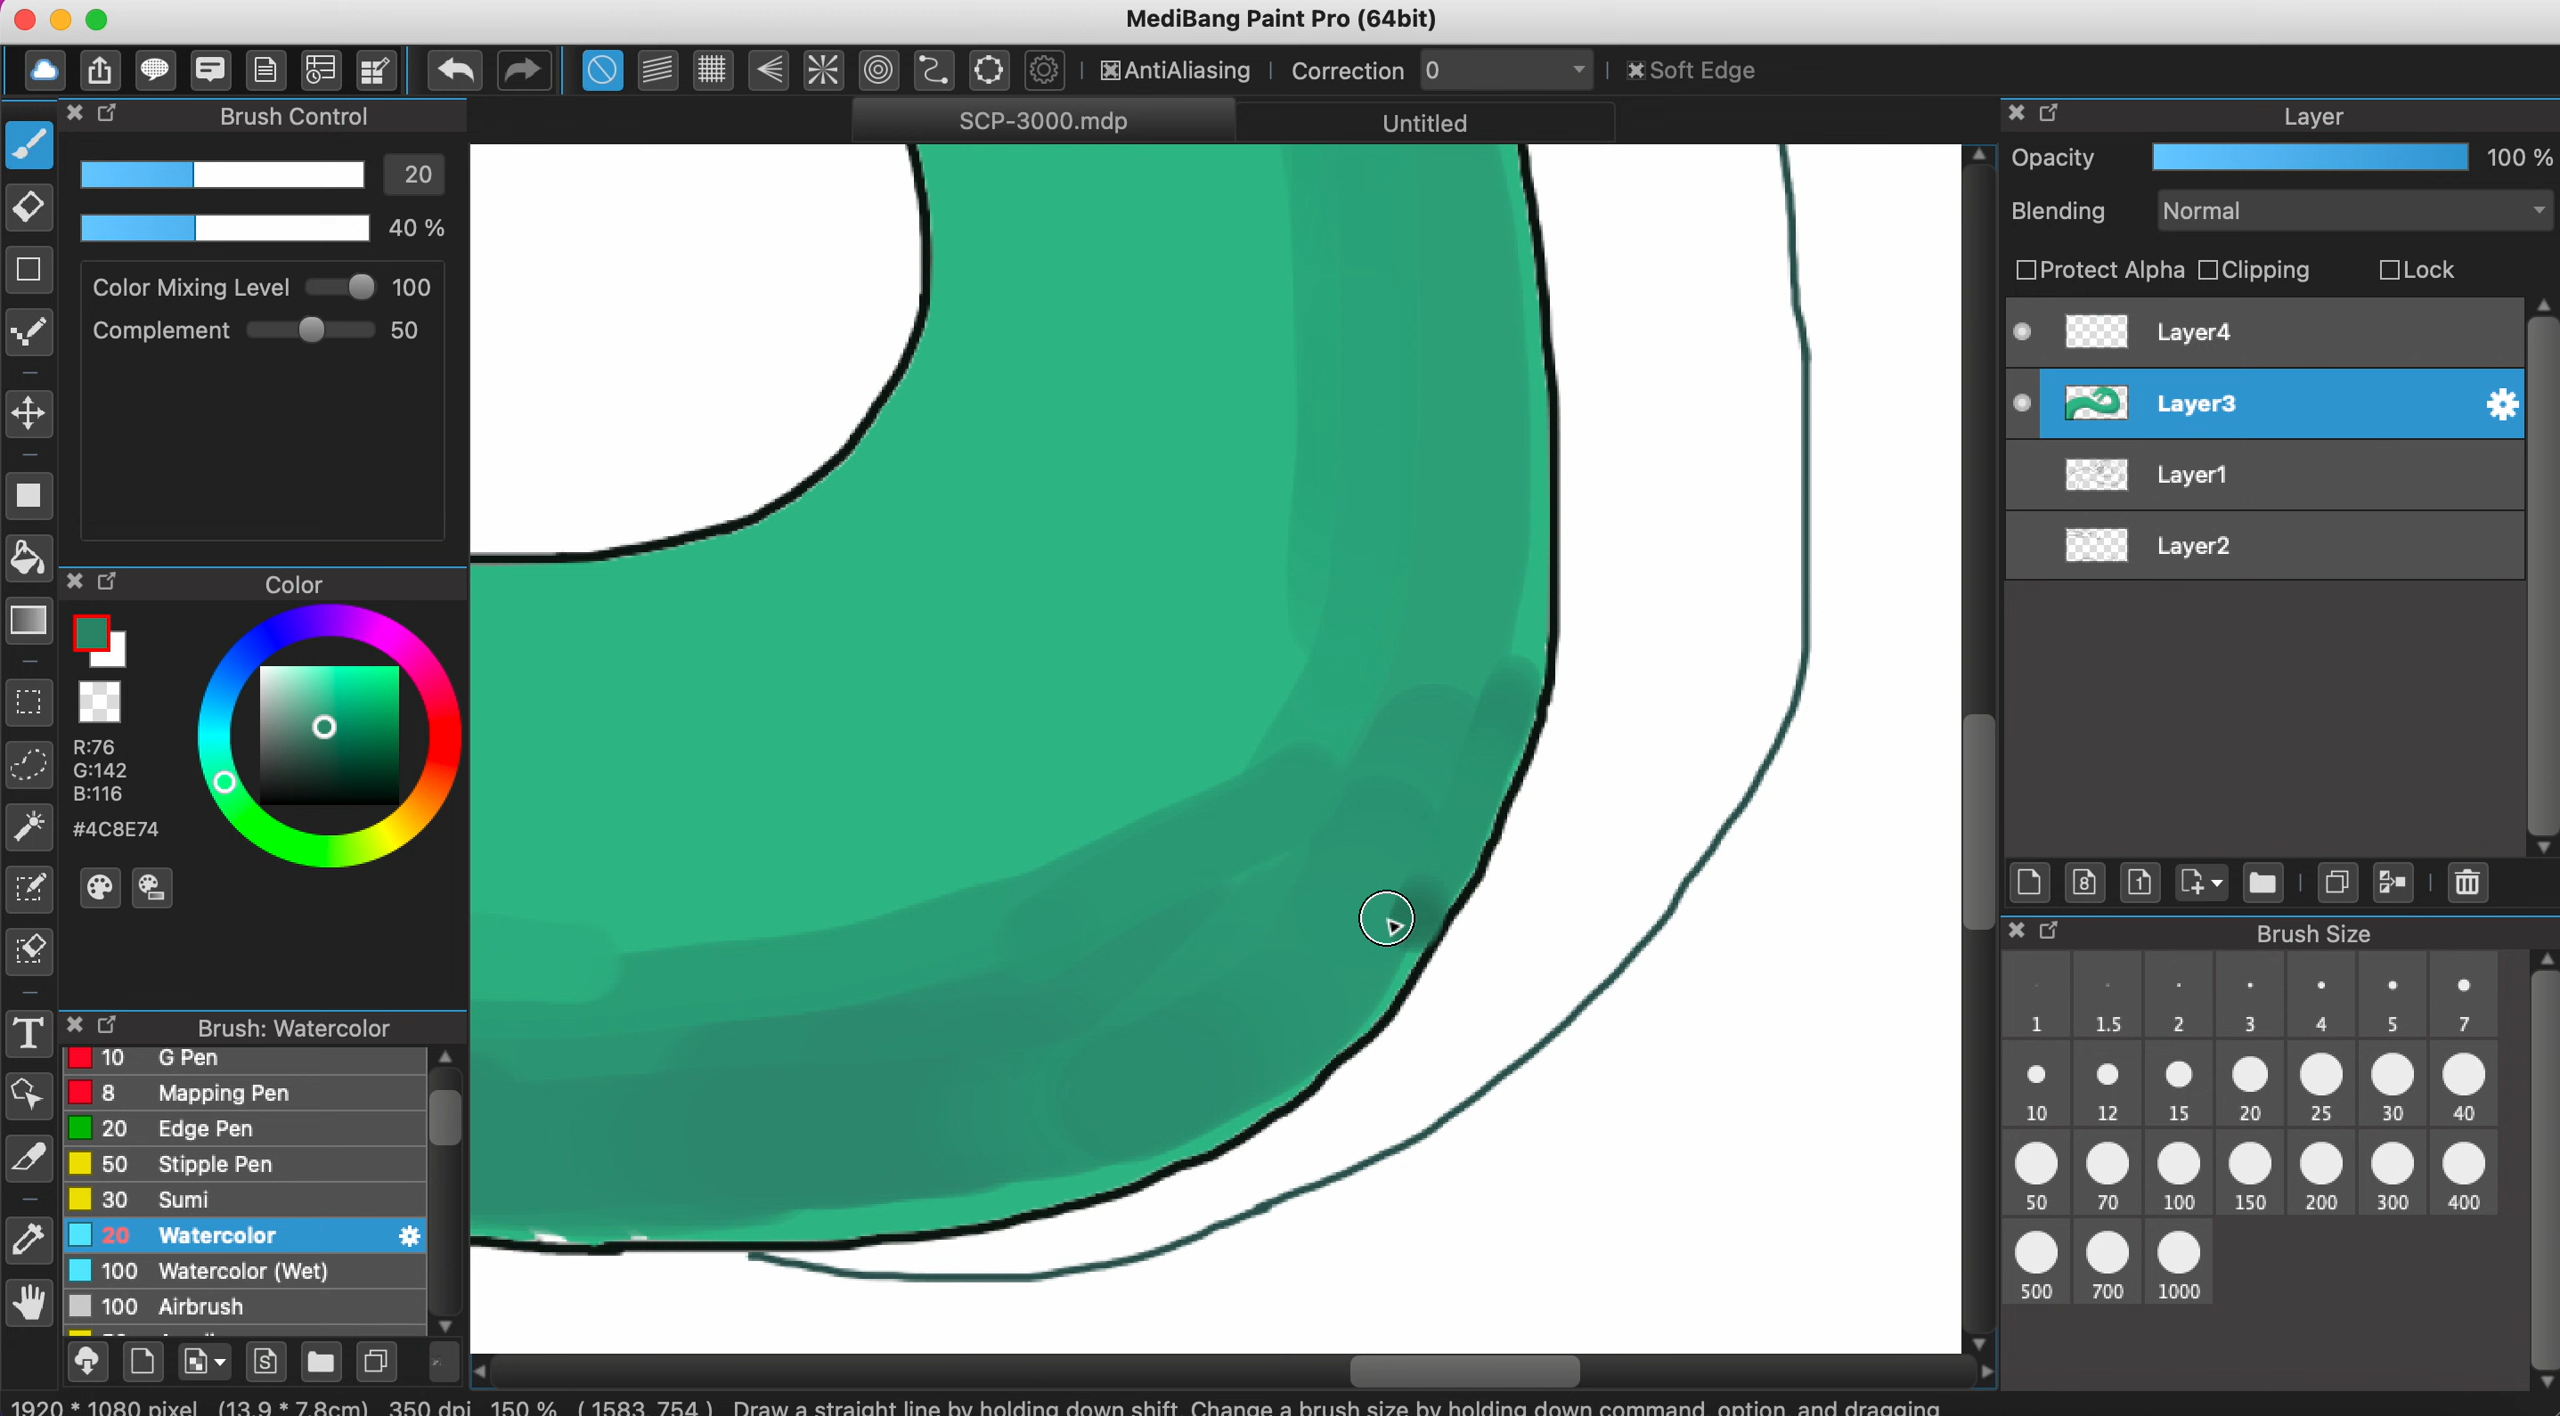 MediBang Paint Pro (64bit)
AntiAliasing
Correction
0
Soft Edge
Brush Control
SCP-3000.mdp
Untitled
Layer
20
40 %
Color Mixing Level 100
Complement 50
Opacity 100 %
Blending Normal
Protect Alpha Clipping Lock
Layer4
Layer3
Layer1
Layer2
Color
R:76
G:142
B:116
#4C8E74
8
1
Brush Size
1 1.5 2 3 4 5 7
10 12 15 20 25 30 40
50 70 100 150 200 300 400
500 700 1000
Brush: Watercolor
10 G Pen
8 Mapping Pen
20 Edge Pen
50 Stipple Pen
30 Sumi
20 Watercolor
100 Watercolor (Wet)
100 Airbrush
T
S
1920 * 1080 pixel (13.9 * 7.8cm) 350 dpi 150 % ( 1583, 754 ) Draw a straight line by holding down shift, Change a brush size by holding down command, option, and dragging